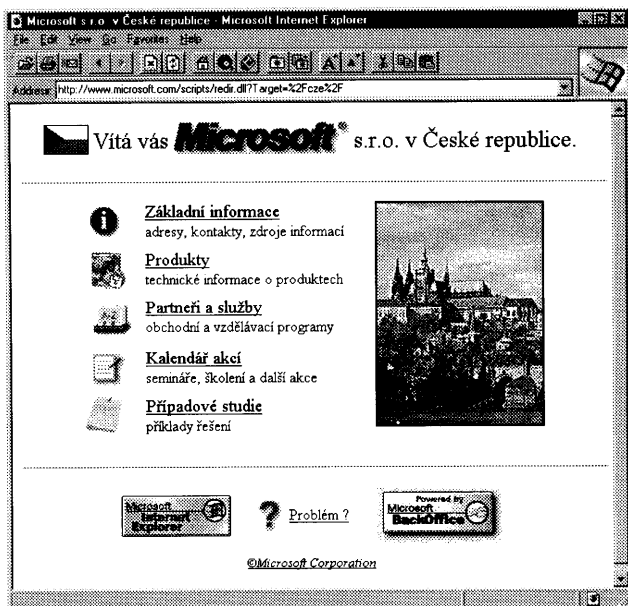 Microsoft s r.o. v České republice - Microsoft Internet Explorer
File Edit View Go Favorites Help
Address: http://www.microsoft.com/scripts/redir.dll?Target=%2Fcze%2F
Vítá vás Microsoft® s.r.o. v České republice.
Základní informace
adresy, kontakty, zdroje informací
Produkty
technické informace o produktech
Partneři a služby
obchodní a vzdělávací programy
Kalendář akcí
semináře, školení a další akce
Případové studie
příklady řešení
Microsoft
Internet
Explorer
Problém ?
Powered by
Microsoft
BackOffice
©Microsoft Corporation